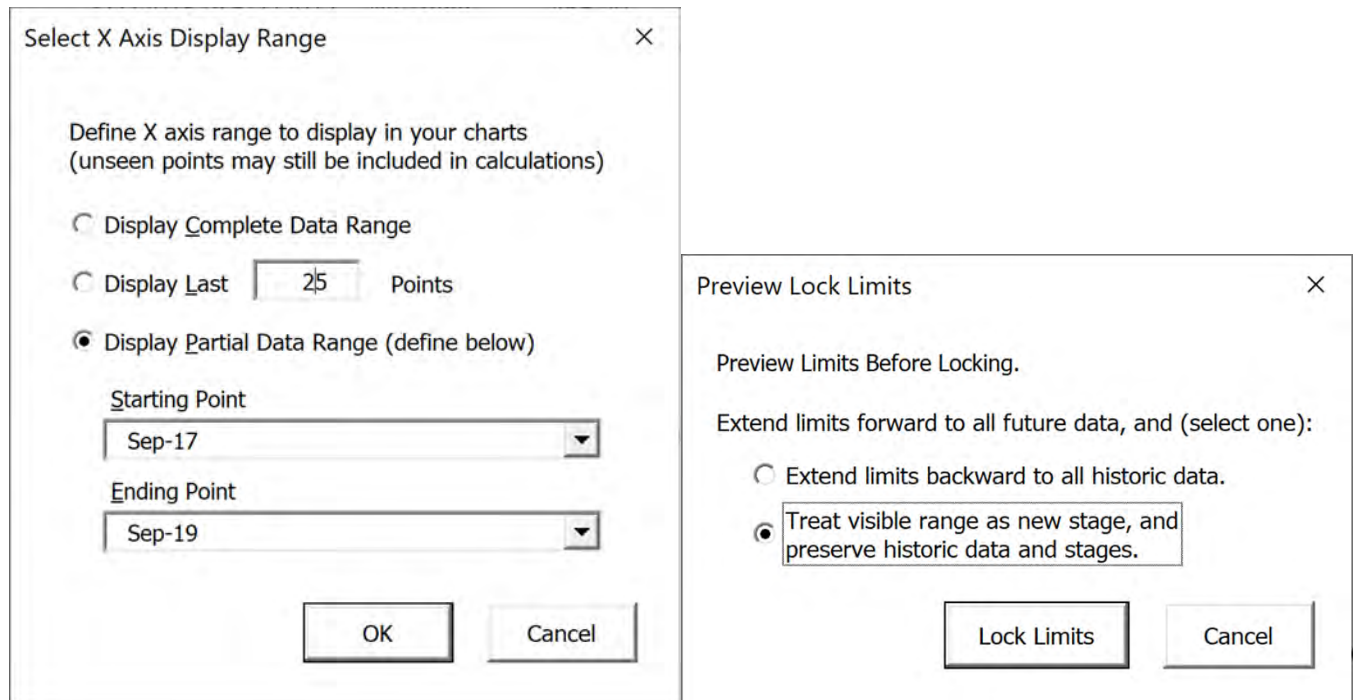 Select X Axis Display Range
Define X axis range to display in your charts
(unseen points may still be included in calculations)
Display Complete Data Range
Display Last 25 Points
Display Partial Data Range (define below)
Starting Point
Sep-17
Ending Point
Sep-19
OK Cancel
Preview Lock Limits
Preview Limits Before Locking.
Extend limits forward to all future data, and (select one):
Extend limits backward to all historic data.
Treat visible range as new stage, and
preserve historic data and stages.
Lock Limits Cancel